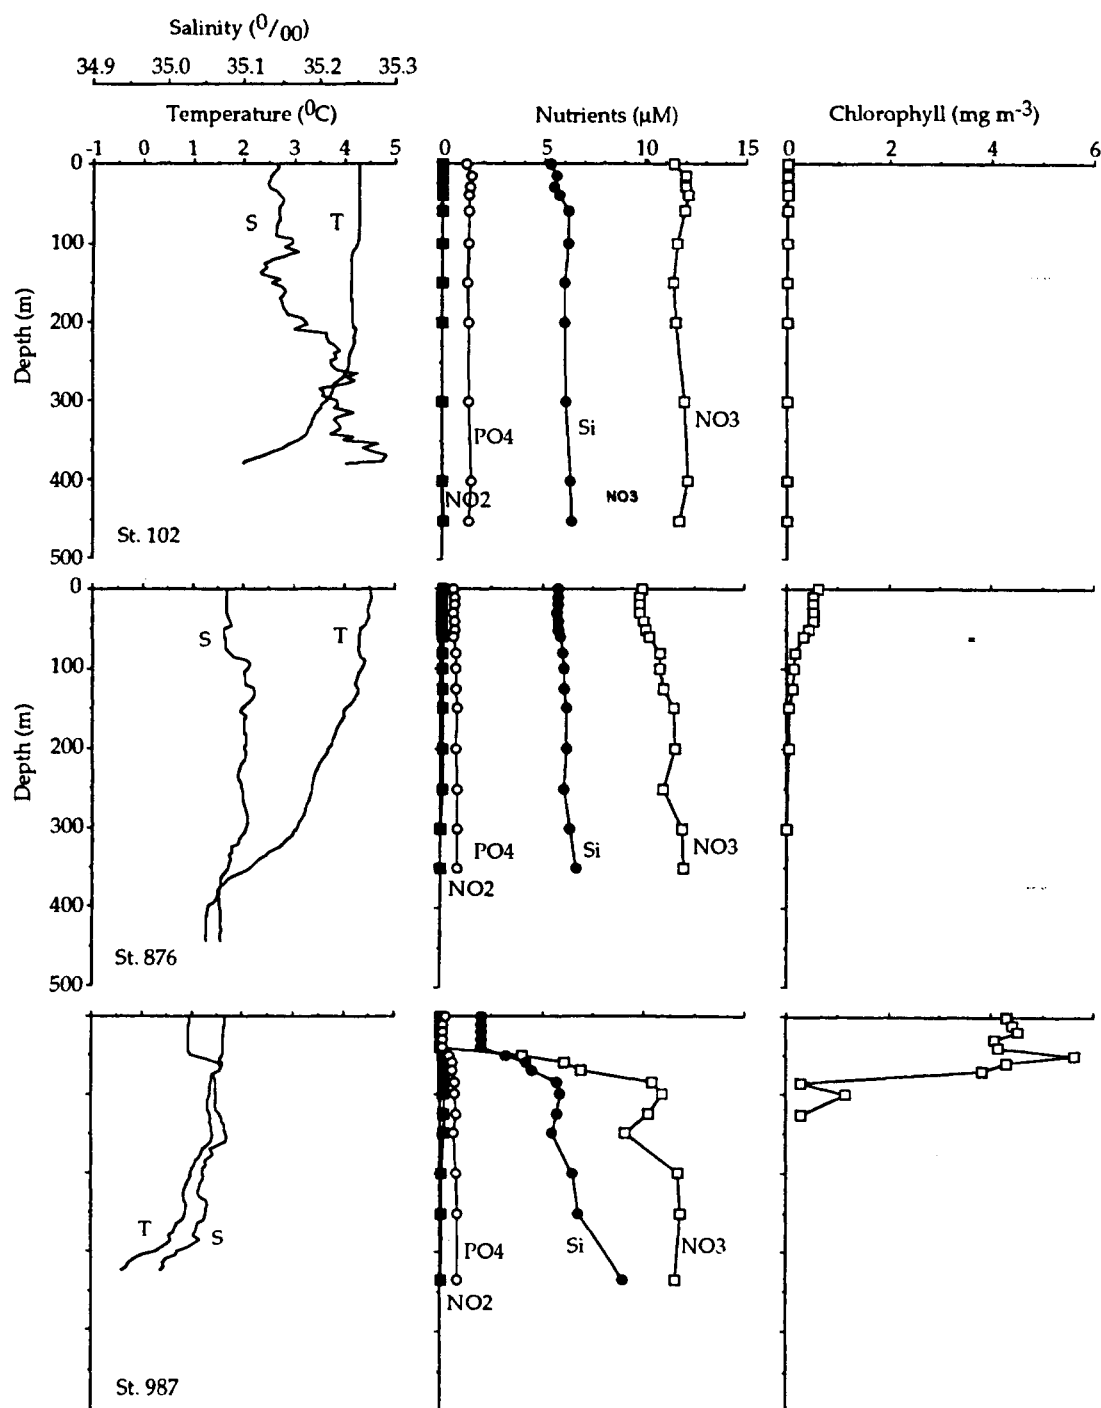 Salinity (0/00)
34.9 35.0 35.1 35.2 35.3
Temperature (0C) Nutrients (µM) Chlorophyll (mg m-3)
-1 0 1 2 3 4 5 0 5 10 15 0 2 4 6
0
100
200
300
400
500
Depth (m)
S T
PO4 Si NO3
NO2 NO3
St. 102
0
100
200
300
400
500
Depth (m)
S T
PO4 Si NO3
NO2
St. 876
T S
PO4 Si NO3
NO2
St. 987